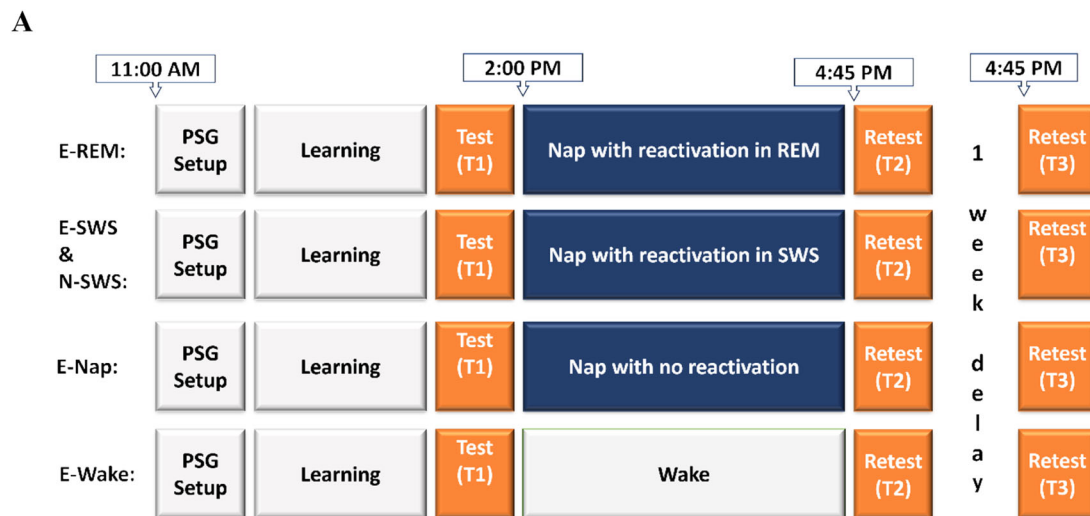 A
11:00 AM
2:00 PM
4:45 PM
4:45 PM
E-REM:
PSG
Setup
Learning
Test
(T1)
Nap with reactivation in REM
Retest
(T2)
Retest
(T3)
E-SWS
&
N-SWS:
PSG
Setup
Learning
Test
(T1)
Nap with reactivation in SWS
Retest
(T2)
Retest
(T3)
E-Nap:
PSG
Setup
Learning
Test
(T1)
Nap with no reactivation
Retest
(T2)
Retest
(T3)
E-Wake:
PSG
Setup
Learning
Test
(T1)
Wake
Retest
(T2)
Retest
(T3)
1
week
delay